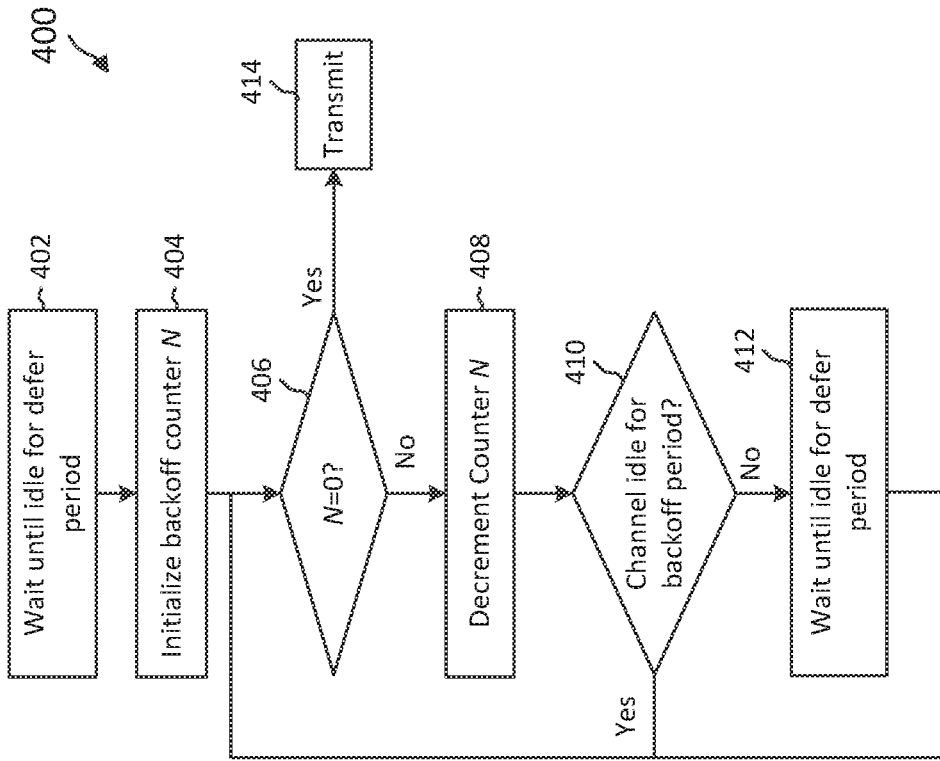 400
Wait until idle for defer
period
402
Initialize backoff counter N
404
N=0?
406
Yes
Transmit
414
No
Decrement Counter N
408
Channel idle for
backoff period?
410
Yes
No
Wait until idle for defer
period
412